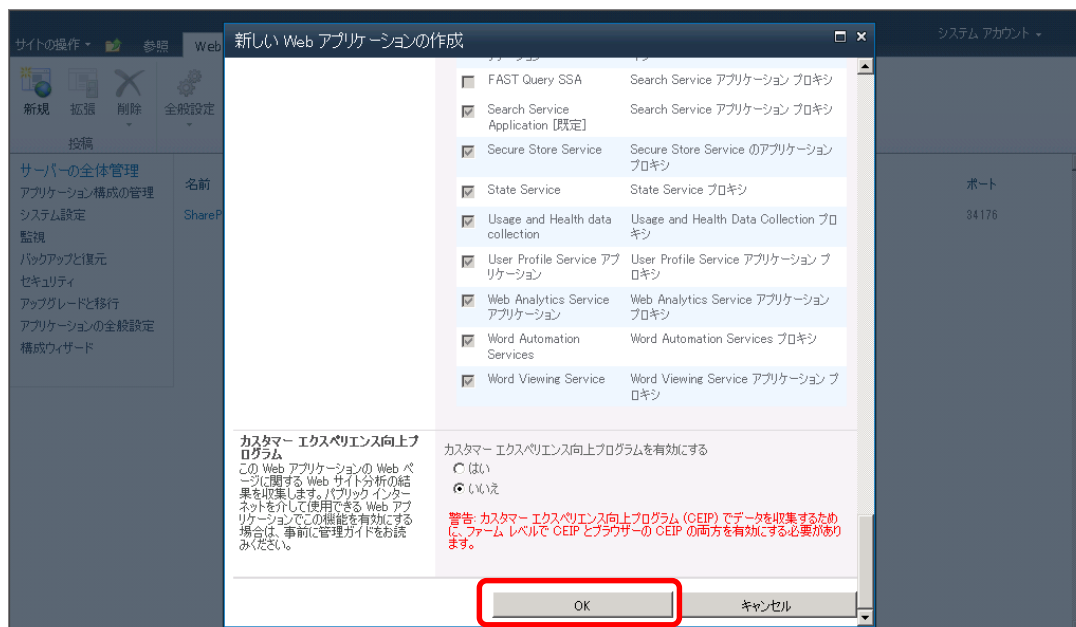 サイトの操作
参照
Web
システム アカウント
新規
拡張
削除
全般設定
投稿
サーバーの全体管理
アプリケーション構成の管理
システム設定
監視
バックアップと復元
セキュリティ
アップグレードと移行
アプリケーションの全般設定
構成ウィザード
名前
ShareP
ポート
34176
新しい Web アプリケーションの作成
FAST Query SSA
Search Service アプリケーション プロキシ
Search Service
Application [既定]
Search Service アプリケーション プロキシ
Secure Store Service
Secure Store Service のアプリケーション
プロキシ
State Service
State Service プロキシ
Usage and Health data
collection
Usage and Health Data Collection プロ
キシ
User Profile Service アプ
リケーション
User Profile Service アプリケーション プ
ロキシ
Web Analytics Service
アプリケーション
Web Analytics Service アプリケーション
プロキシ
Word Automation
Services
Word Automation Services プロキシ
Word Viewing Service
Word Viewing Service アプリケーション プ
ロキシ
カスタマー エクスペリエンス向上プ
ログラム
この Web アプリケーションの Web ペ
ージに関する Web サイト分析の結
果を収集します。パブリック インター
ネットを介して使用できる Web アプ
リケーションでこの機能を有効にする
場合は、事前に管理ガイドをお読
みください。
カスタマー エクスペリエンス向上プログラムを有効にする
はい
いいえ
警告: カスタマー エクスペリエンス向上プログラム (CEIP) でデータを収集するため
に、ファーム レベルで CEIP とブラウザーの CEIP の両方を有効にする必要があり
ます。
OK
キャンセル